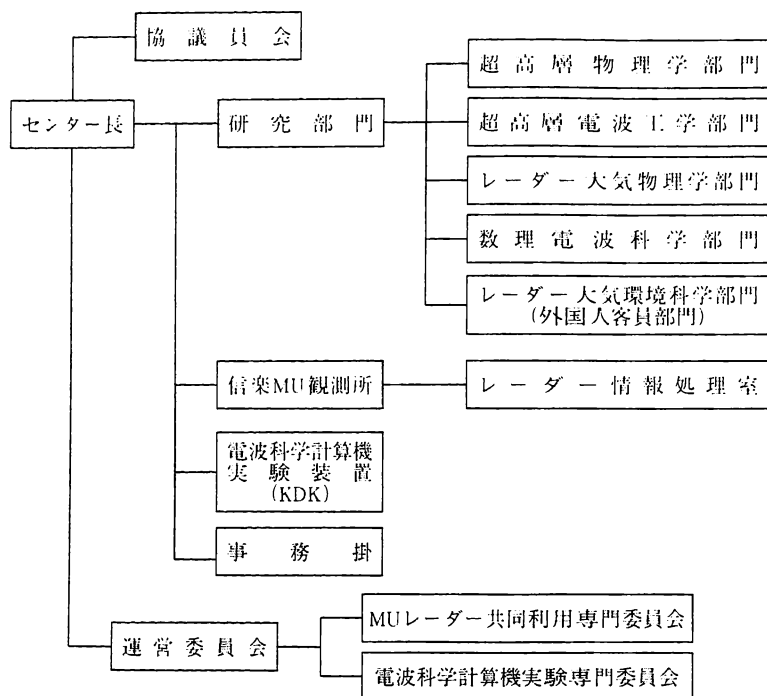 協議員会
センター長
研究部門
超高層物理学部門
超高層電波工学部門
レーダー大気物理学部門
数理電波科学部門
レーダー大気環境科学部門
(外国人客員部門)
信楽MU観測所
レーダー情報処理室
電波科学計算機
実験装置
(KDK)
事務掛
運営委員会
MUレーダー共同利用専門委員会
電波科学計算機実験専門委員会